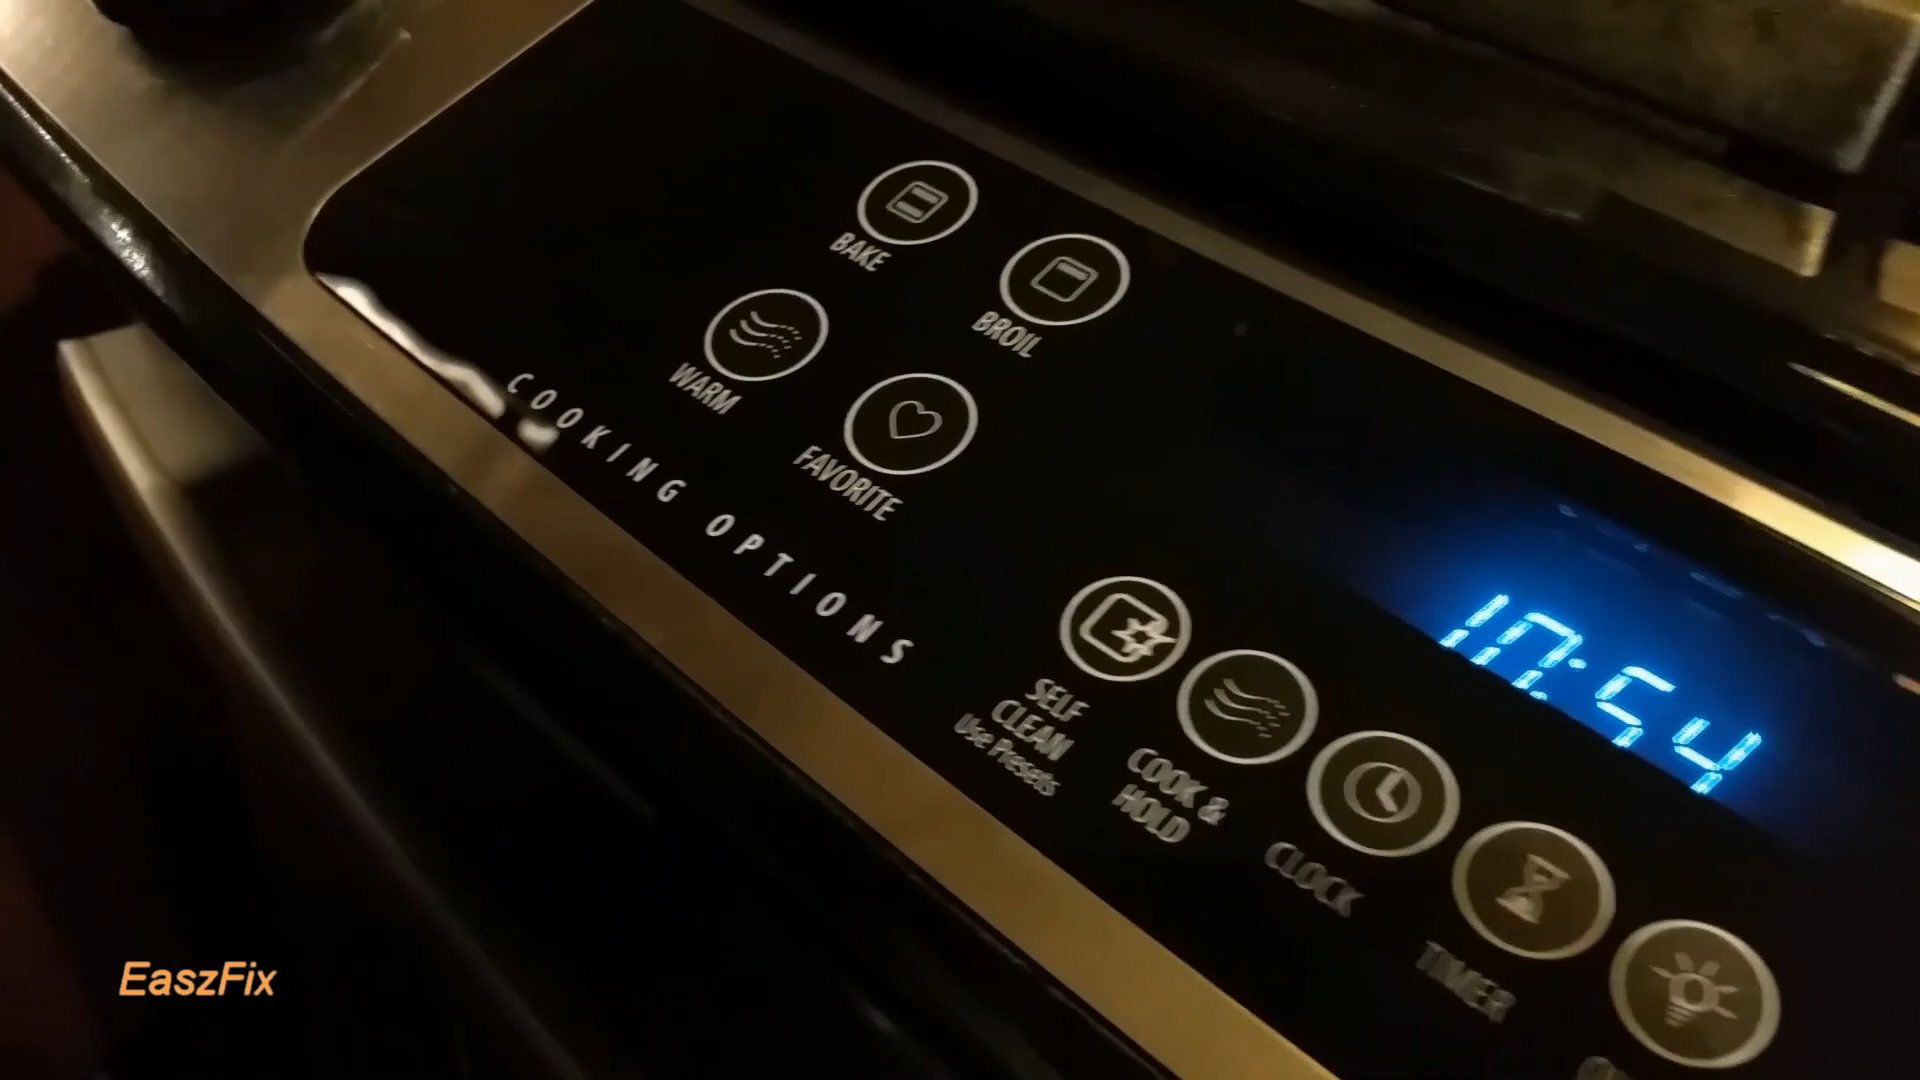 BAKE
BROIL
WARM
FAVORITE
COOKING OPTIONS
10:54
SELF
CLEAN
Use Presets
COOK &
HOLD
CLOCK
TIMER
EaszFix